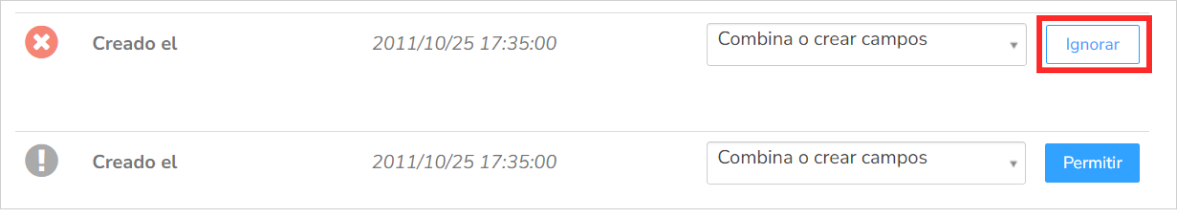 Creado el 2011/10/25 17:35:00 Combina o crear campos Ignorar
Creado el 2011/10/25 17:35:00 Combina o crear campos Permitir